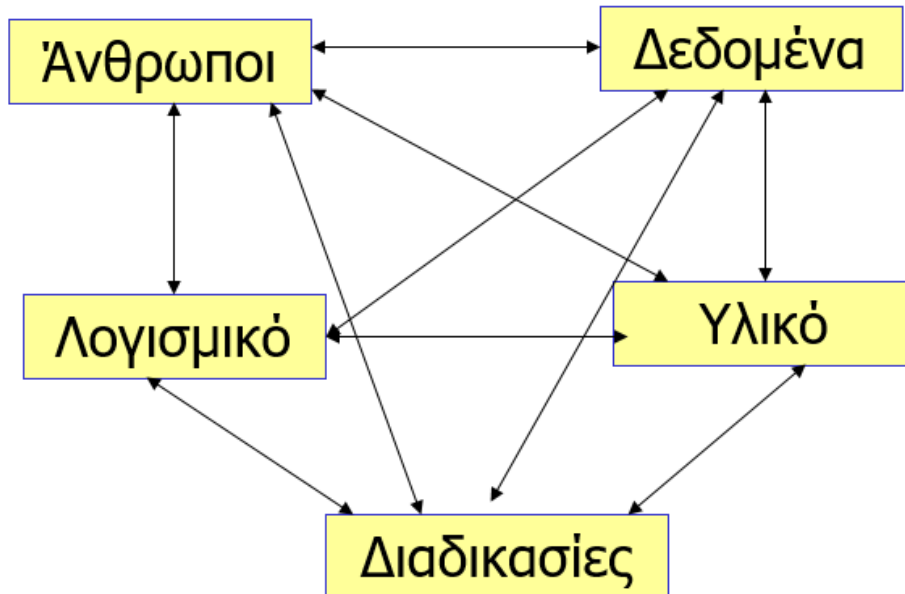 Άνθρωποι
Δεδομένα
Λογισμικό
Υλικό
Διαδικασίες